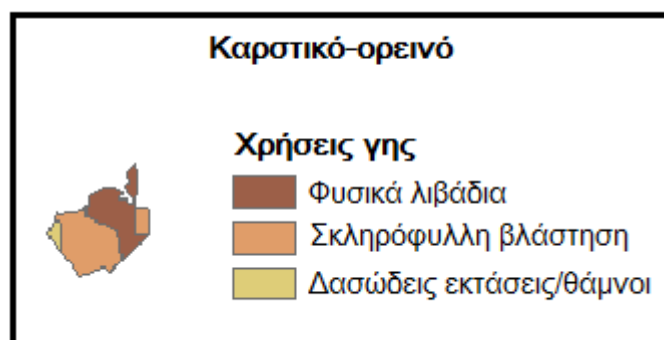 Καρστικό-ορεινό
Χρήσεις γης
Φυσικά λιβάδια
Σκληρόφυλλη βλάστηση
Δασώδεις εκτάσεις/θάμνοι